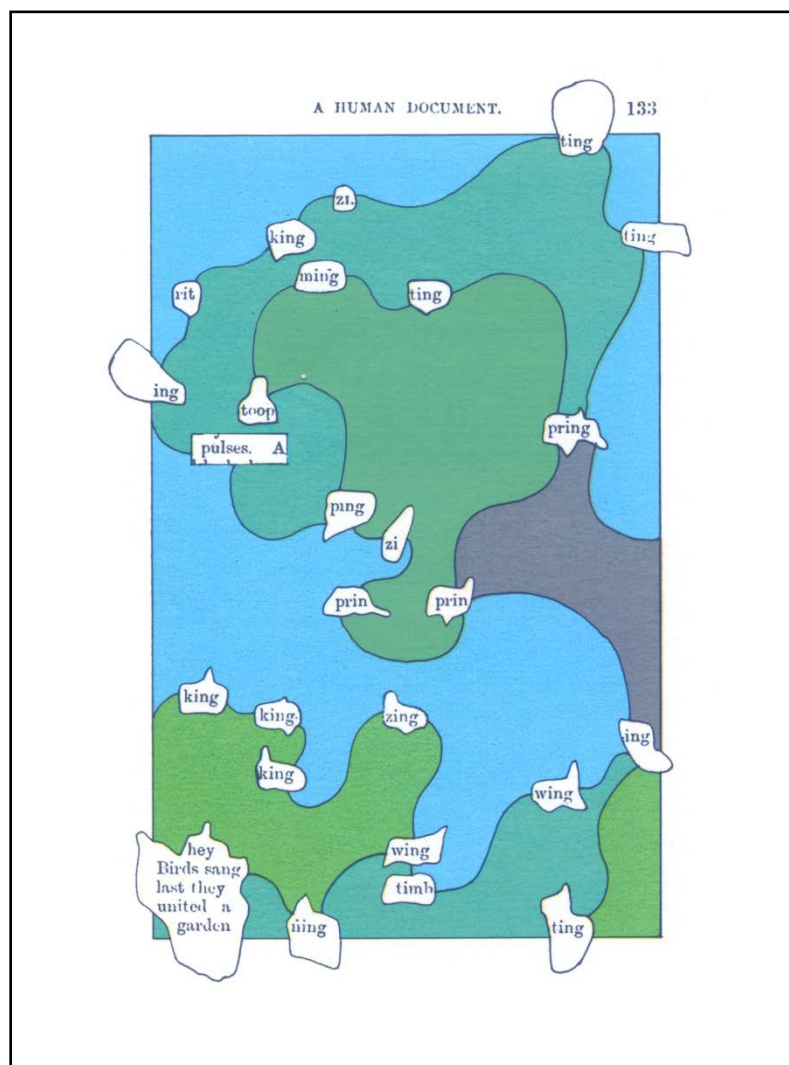 A HUMAN DOCUMENT. 133
ting
zi.
king
ting
ming
ting
rit
ing
toop
pring
pulses. A
ping
zi
prin
prin
king
king.
zing
ing
king
wing
hey
wing
Birds sang
last they
timb
united a
garden
ning
ting